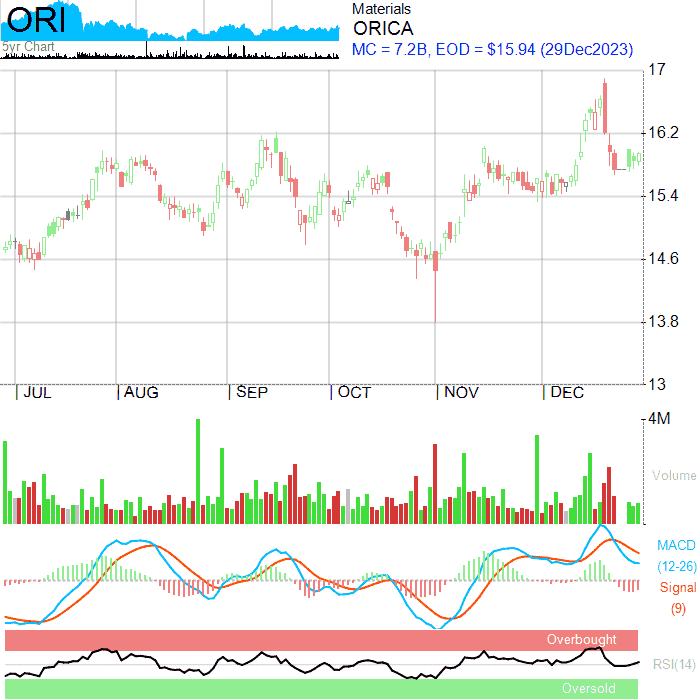 ORI
5yr Chart
Materials
ORICA
MC = 7.2B, EOD = $15.94 (29Dec2023)
17
16.2
15.4
14.6
13.8
13
JUL AUG SEP OCT NOV DEC
4M
Volume
MACD
(12-26)
Signal
(9)
Overbought
RSI(14)
Oversold